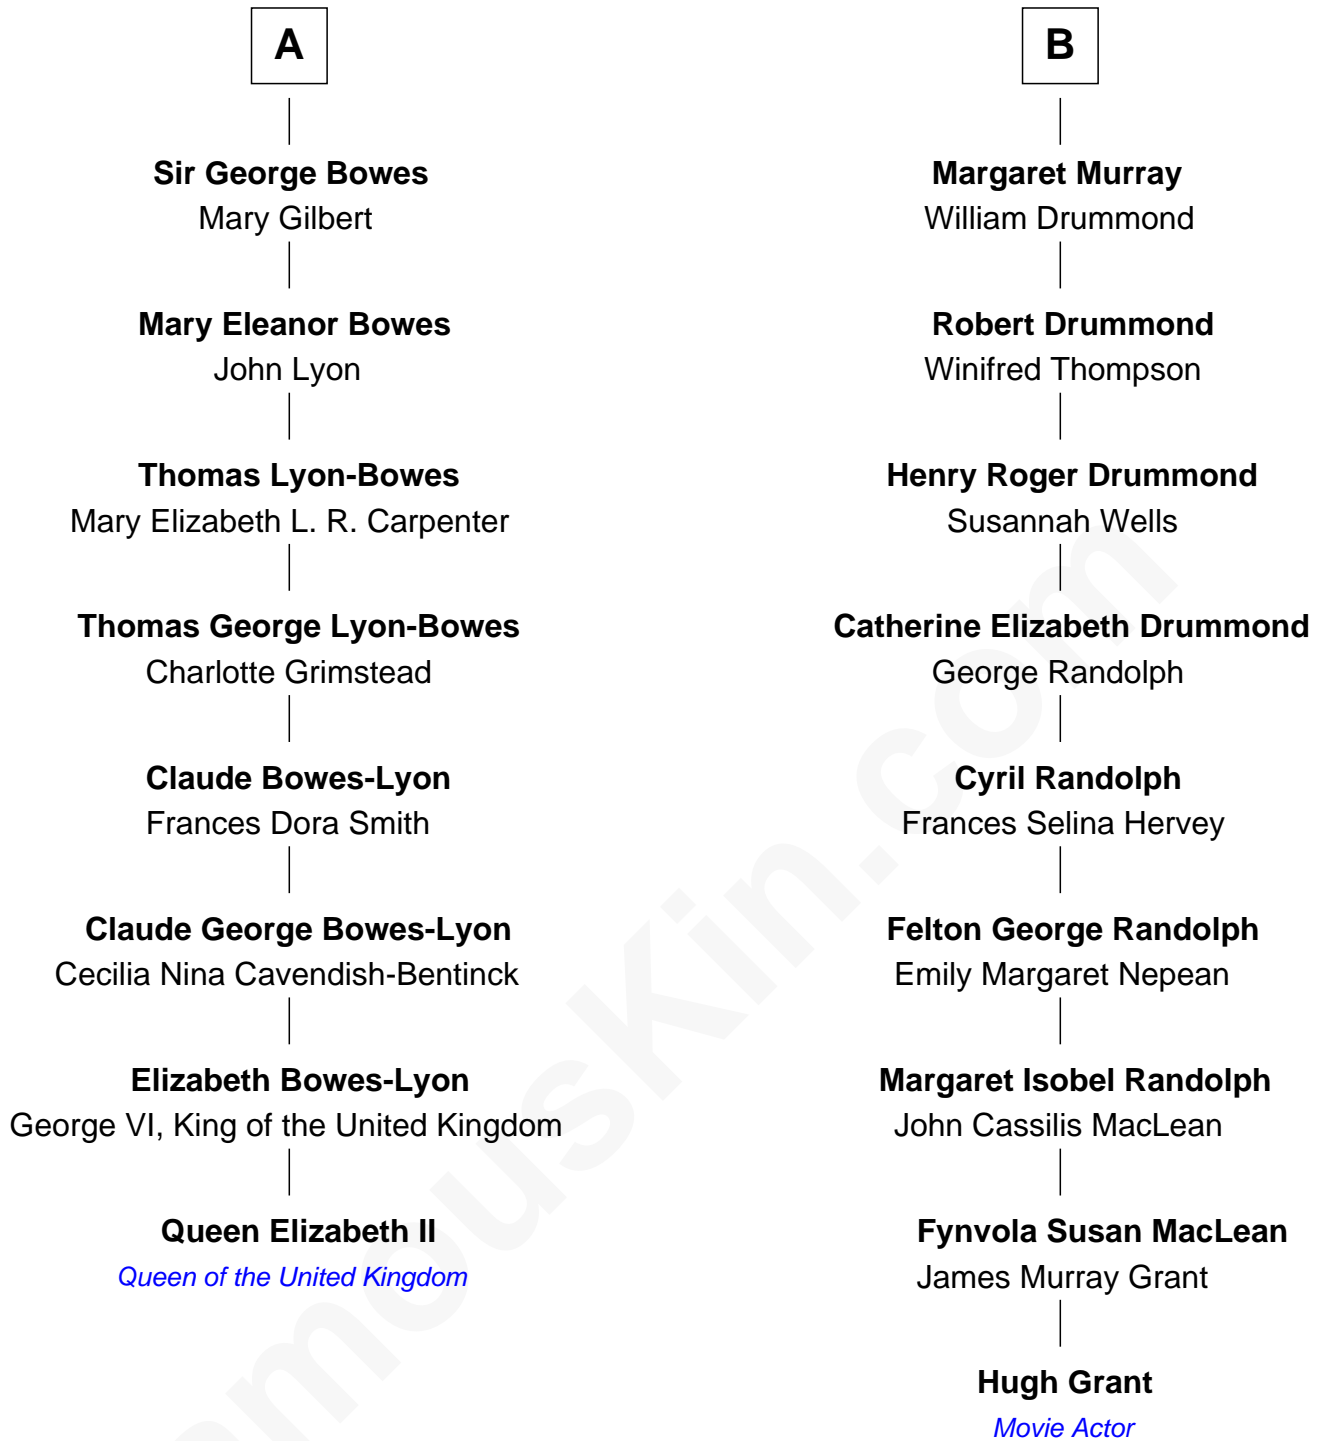 A
Sir George Bowes
Mary Gilbert
Mary Eleanor Bowes
John Lyon
Thomas Lyon-Bowes
Mary Elizabeth L. R. Carpenter
Thomas George Lyon-Bowes
Charlotte Grimstead
Claude Bowes-Lyon
Frances Dora Smith
Claude George Bowes-Lyon
Cecilia Nina Cavendish-Bentinck
Elizabeth Bowes-Lyon
George VI, King of the United Kingdom
Queen Elizabeth II
Queen of the United Kingdom
B
Margaret Murray
William Drummond
Robert Drummond
Winifred Thompson
Henry Roger Drummond
Susannah Wells
Catherine Elizabeth Drummond
George Randolph
Cyril Randolph
Frances Selina Hervey
Felton George Randolph
Emily Margaret Nepean
Margaret Isobel Randolph
John Cassilis MacLean
Fynvola Susan MacLean
James Murray Grant
Hugh Grant
Movie Actor
amouskin.com